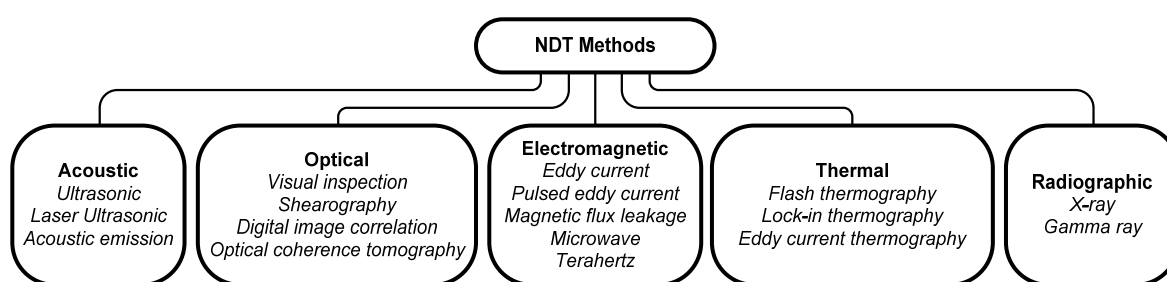 NDT Methods
Acoustic
Ultrasonic
Laser Ultrasonic
Acoustic emission
Optical
Visual inspection
Shearography
Digital image correlation
Optical coherence tomography
Electromagnetic
Eddy current
Pulsed eddy current
Magnetic flux leakage
Microwave
Terahertz
Thermal
Flash thermography
Lock-in thermography
Eddy current thermography
Radiographic
X-ray
Gamma ray